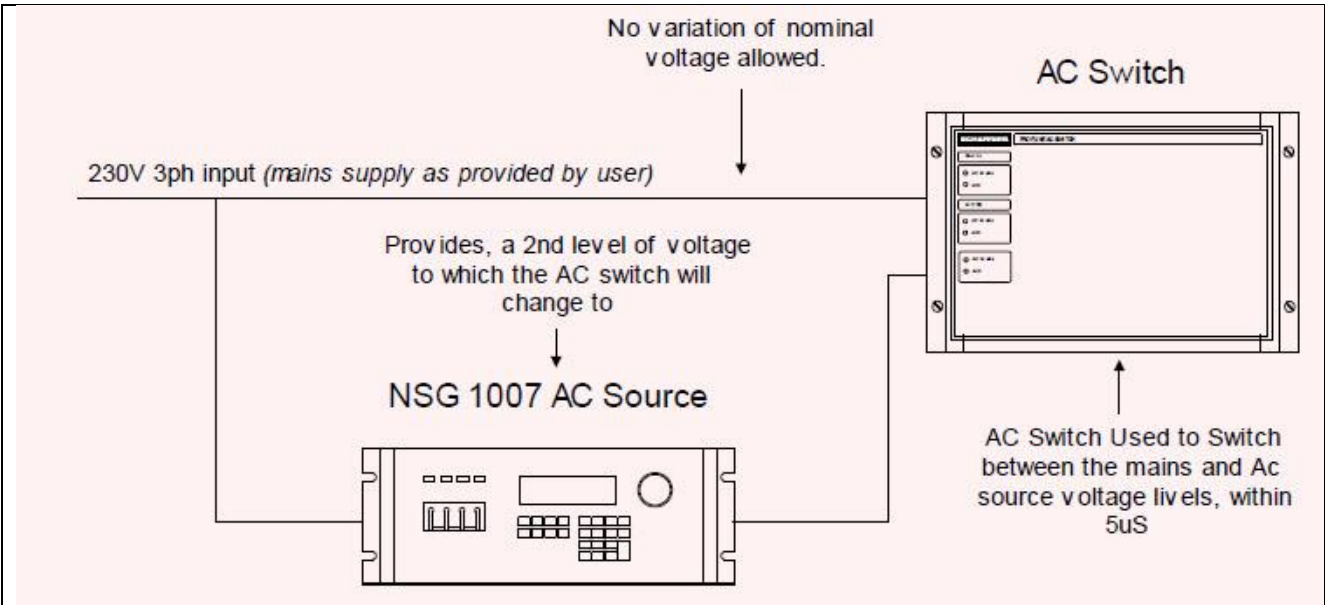 No variation of nominal
voltage allowed.
AC Switch
230V 3ph input (mains supply as provided by user)
Provides, a 2nd level of voltage
to which the AC switch will
change to
NSG 1007 AC Source
AC Switch Used to Switch
between the mains and Ac
source voltage livels, within
5uS